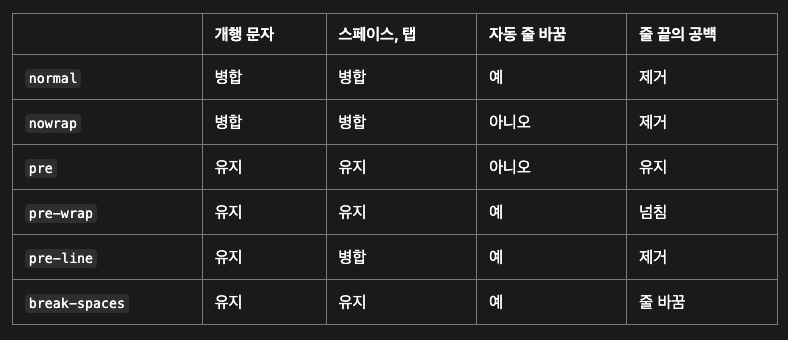 개행 문자 스페이스, 탭 자동 줄 바꿈 줄 끝의 공백
normal 병합 병합 예 제거
nowrap 병합 병합 아니오 제거
pre 유지 유지 아니오 유지
pre-wrap 유지 유지 예 넘침
pre-line 유지 병합 예 제거
break-spaces 유지 유지 예 줄 바꿈